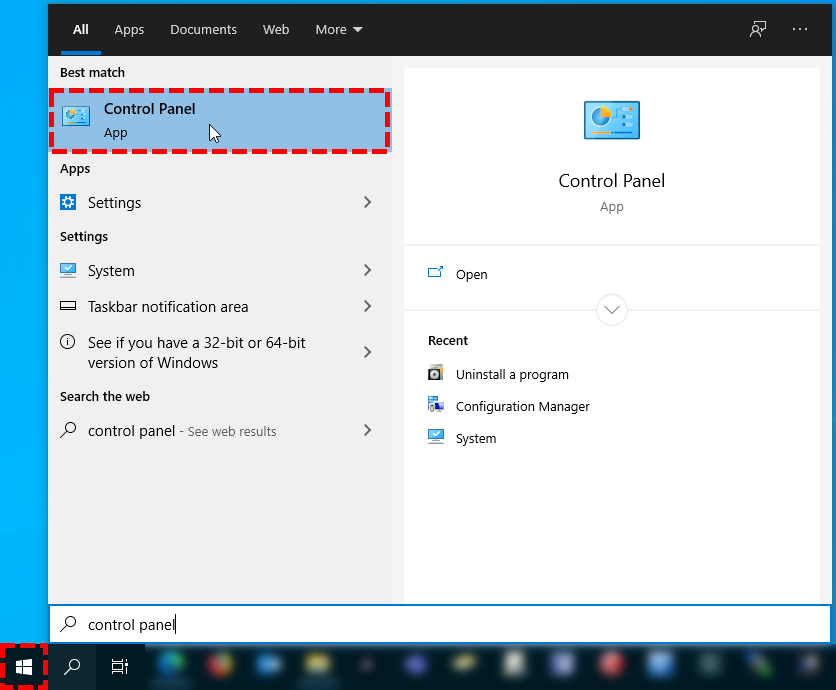 All
Apps
Documents
Web
More
Best match
Control Panel
App
Apps
Settings
Settings
System
Taskbar notification area
See if you have a 32-bit or 64-bit
version of Windows
Search the web
control panel - See web results
Control Panel
App
Open
Recent
Uninstall a program
Configuration Manager
System
control panel